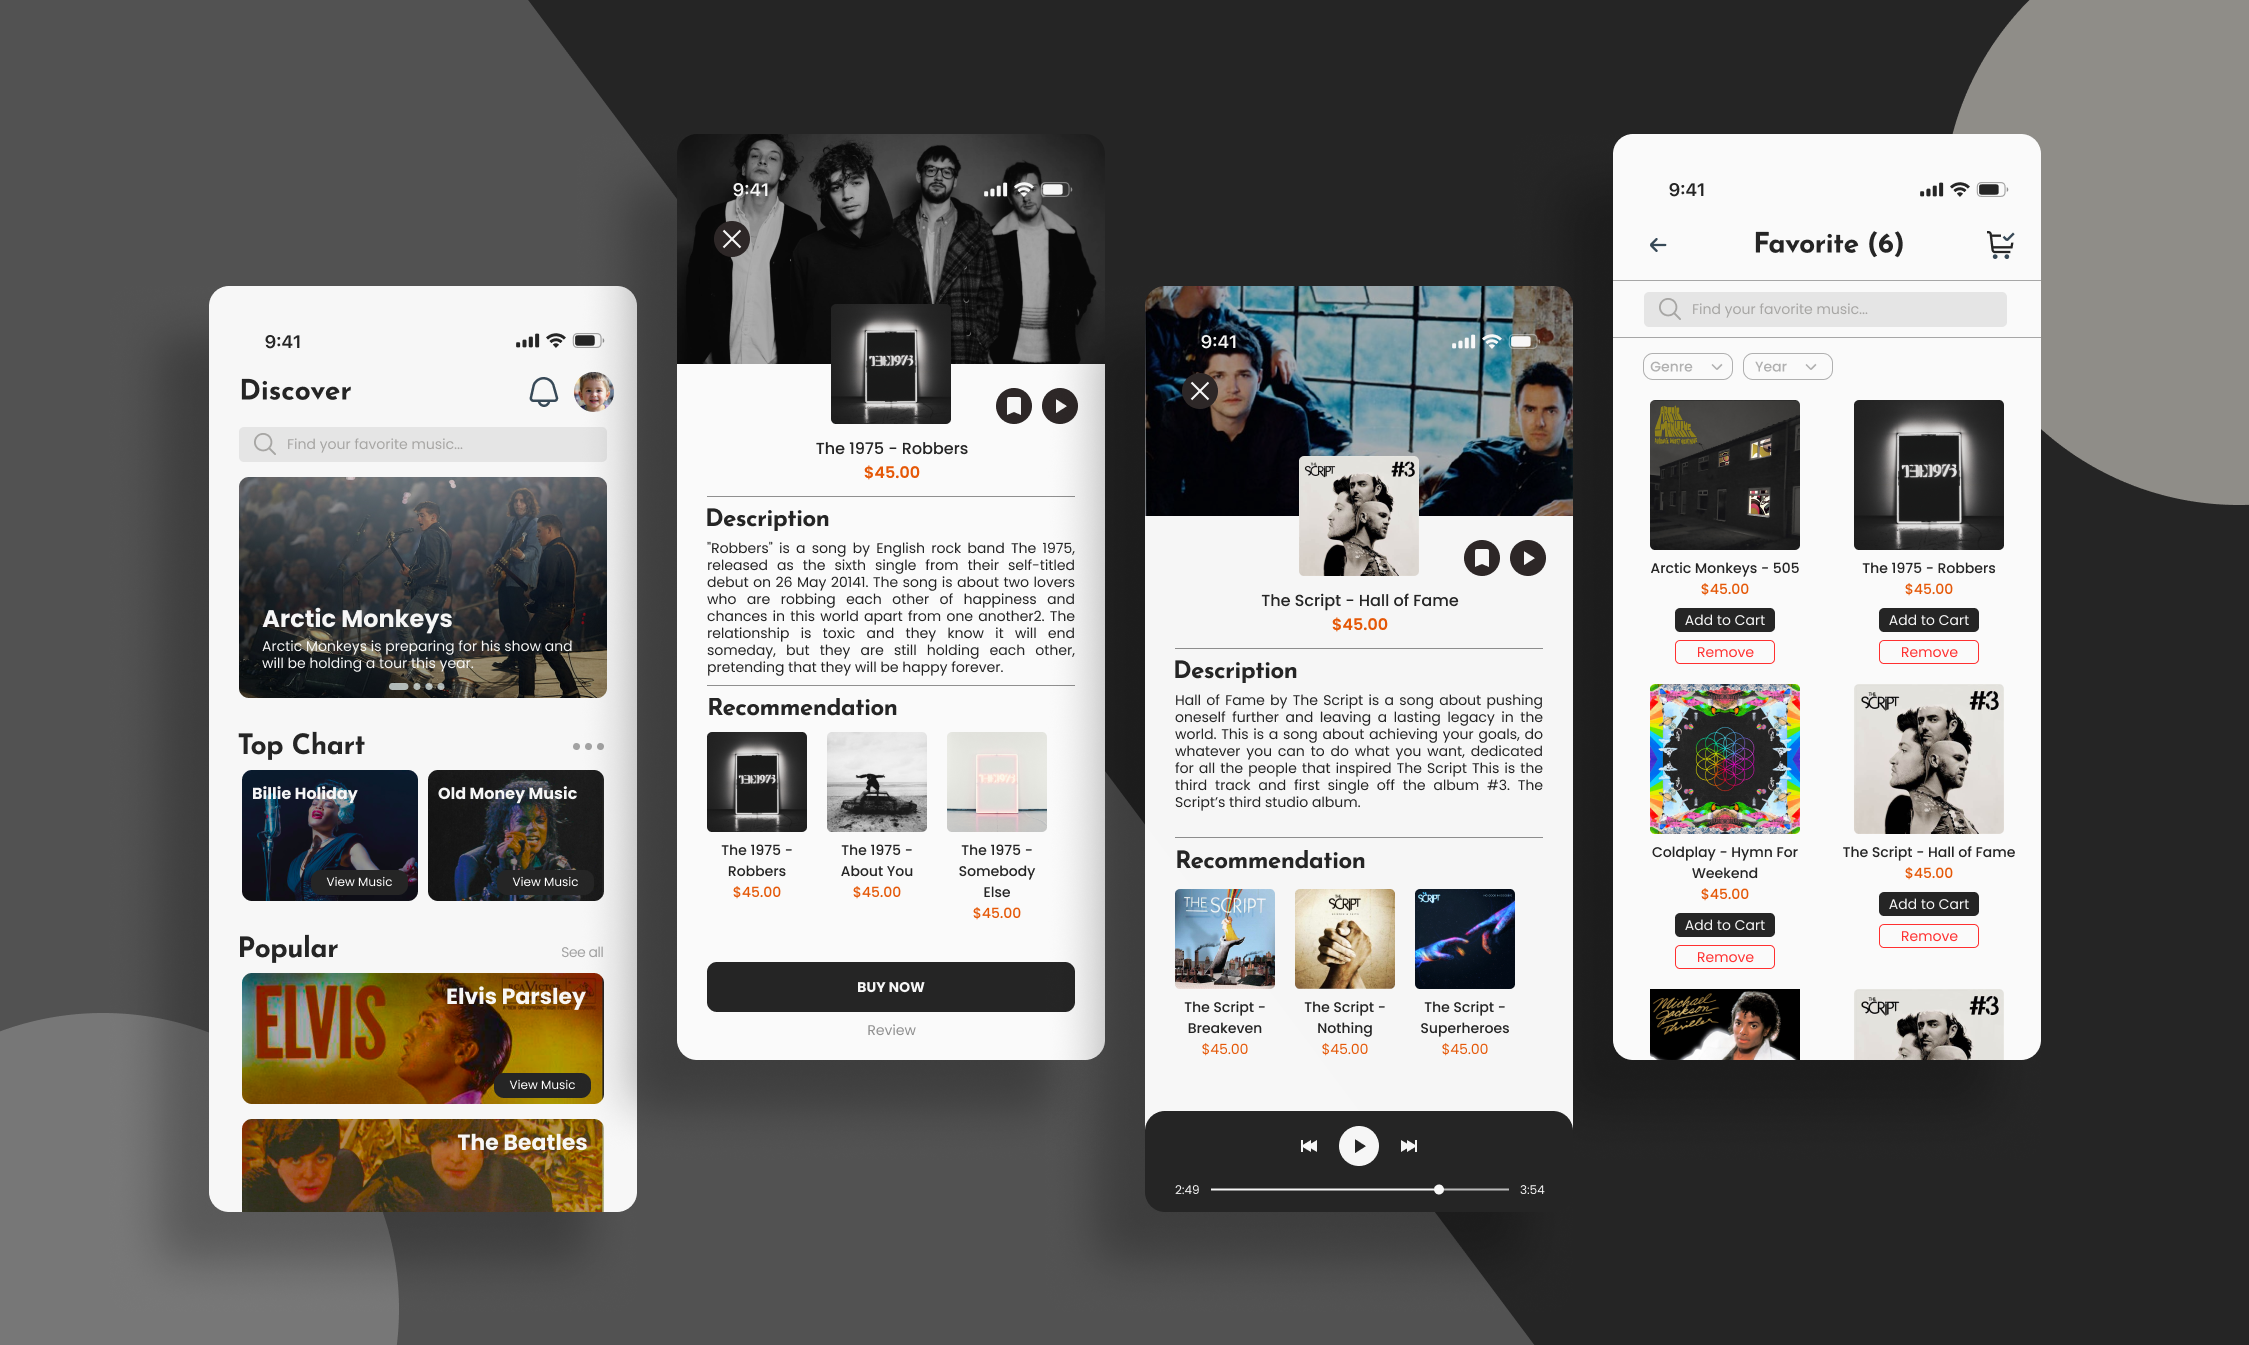 9:41
Discover
Find your favorite music...
Arctic Monkeys
Arctic Monkeys is preparing for his show and
will be holding a tour this year.
Top Chart
Billie Holiday
View Music
Old Money Music
View Music
Popular
See all
ELVIS
RCA VICTOR
Elvis Parsley
View Music
The Beatles
9:41
THE 1975
The 1975 - Robbers
$45.00
Description
"Robbers" is a song by English rock band The 1975,
released as the sixth single from their self-titled
debut on 26 May 20141. The song is about two lovers
who are robbing each other of happiness and
chances in this world apart from one another2. The
relationship is toxic and they know it will end
someday, but they are still holding each other,
pretending that they will be happy forever.
Recommendation
THE 1975
The 1975 -
Robbers
$45.00
The 1975 -
About You
$45.00
THE 1975
The 1975 -
Somebody
Else
$45.00
BUY NOW
Review
9:41
THE SCRIPT
#3
The Script - Hall of Fame
$45.00
Description
Hall of Fame by The Script is a song about pushing
oneself further and leaving a lasting legacy in the
world. This is a song about achieving your goals, do
whatever you can to do what you want, dedicated
for all the people that inspired The Script This is the
third track and first single off the album #3. The
Script's third studio album.
Recommendation
THE SCRIPT
The Script -
Breakeven
$45.00
THE SCRIPT
The Script -
Nothing
$45.00
THE SCRIPT
The Script -
Superheroes
$45.00
2:49
3:54
9:41
Favorite (6)
Find your favorite music...
Genre
Year
ARCTIC MONKEYS
Arctic Monkeys - 505
$45.00
Add to Cart
Remove
THE 1975
The 1975 - Robbers
$45.00
Add to Cart
Remove
Coldplay - Hymn For
Weekend
$45.00
Add to Cart
Remove
THE SCRIPT
#3
The Script - Hall of Fame
$45.00
Add to Cart
Remove
Michael
Jackson
Thriller
THE SCRIPT
#3